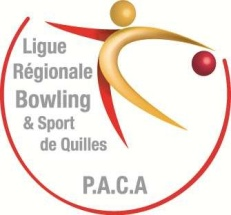 Ligue
Régionale
Bowling
& Sport
de Quilles
P.A.C.A